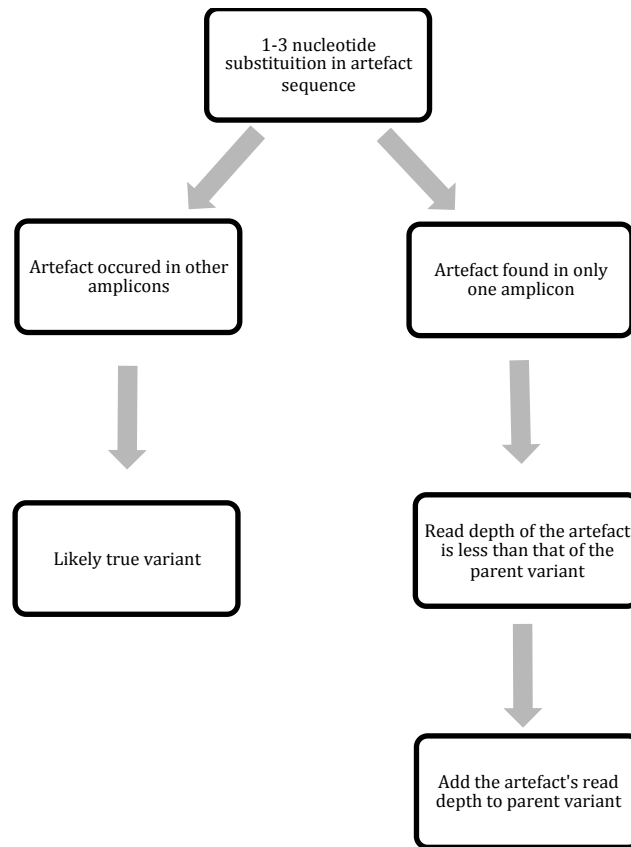 1-3 nucleotide
substituition in artefact
sequence
Artefact occured in other
amplicons
Artefact found in only
one amplicon
Likely true variant
Read depth of the artefact
is less than that of the
parent variant
Add the artefact's read
depth to parent variant